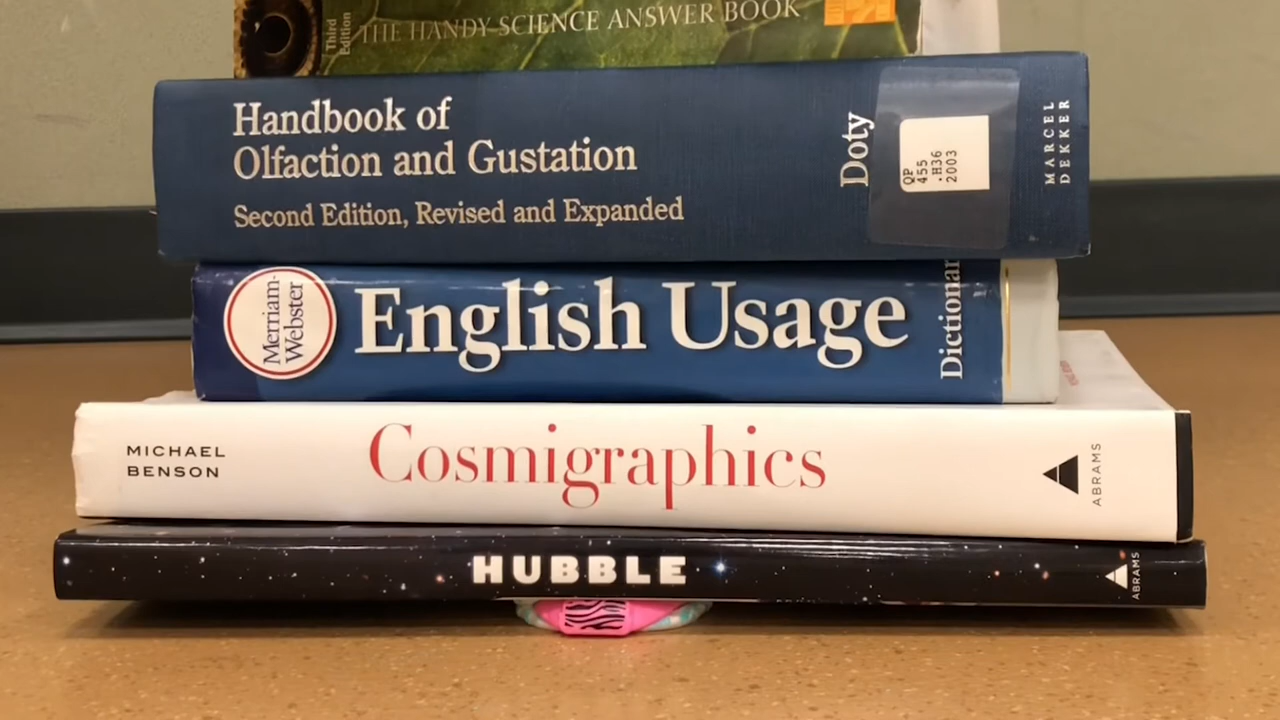 Third
Edition
THE HANDY SCIENCE ANSWER BOOK
Handbook of
Olfaction and Gustation
Second Edition, Revised and Expanded
Doty
QP
455
.H36
2003
MARCEL
DEKKER
Merriam-
Webster
English Usage
Dictionar
MICHAEL
BENSON
Cosmigraphics
ABRAMS
HUBBLE
ABRAMS